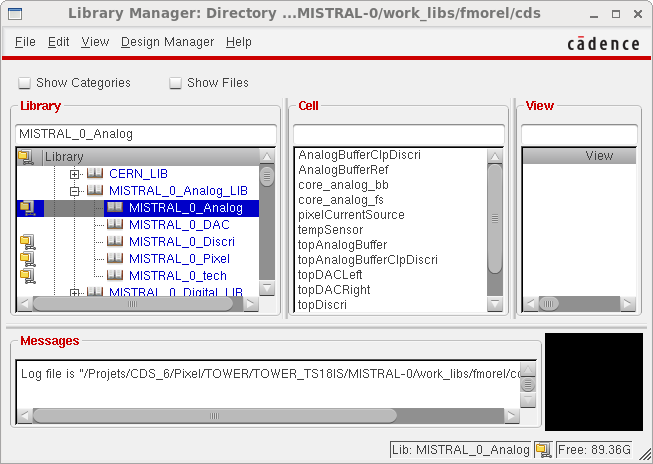 Library Manager: Directory ...MISTRAL-0/work_libs/fmorel/cds
File Edit View Design Manager Help
cādence
Show Categories Show Files
Library
Cell
View
MISTRAL_0_Analog
Library
CERN_LIB
MISTRAL_0_Analog_LIB
MISTRAL_0_Analog
MISTRAL_0_DAC
MISTRAL_0_Discri
MISTRAL_0_Pixel
MISTRAL_0_tech
MISTRAL_0_Digital_LIB
AnalogBufferClpDiscri
AnalogBufferRef
core_analog_bb
core_analog_fs
pixelCurrentSource
tempSensor
topAnalogBuffer
topAnalogBufferClpDiscri
topDACLeft
topDACRight
topDiscri
View
Messages
Log file is "/Projets/CDS_6/Pixel/TOWER/TOWER_TS18IS/MISTRAL-0/work_libs/fmorel/cd
Lib: MISTRAL_0_Analog Free: 89.36G